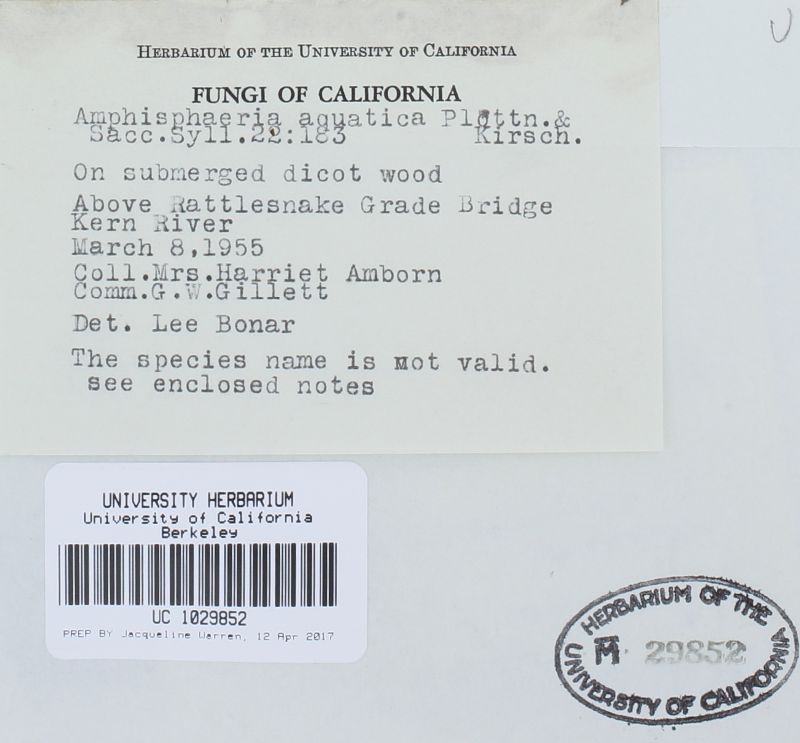 HERBARIUM OF THE UNIVERSITY OF CALIFORNIA
FUNGI OF CALIFORNIA
Amphisphaeria aquatica Plottn.&
Sacc.Syll.22:183 Kirsch.
On submerged dicot wood
Above Rattlesnake Grade Bridge
Kern River
March 8,1955
Coll.Mrs.Harriet Amborn
Comm.G.W.Gillett
Det. Lee Bonar
The species name is not valid.
see enclosed notes
UNIVERSITY HERBARIUM
University of California
Berkeley
UC 1029852
PREP BY Jacqueline Warren, 12 Apr 2017
HERBARIUM OF THE
29852
UNIVERSITY OF CALIFORNIA